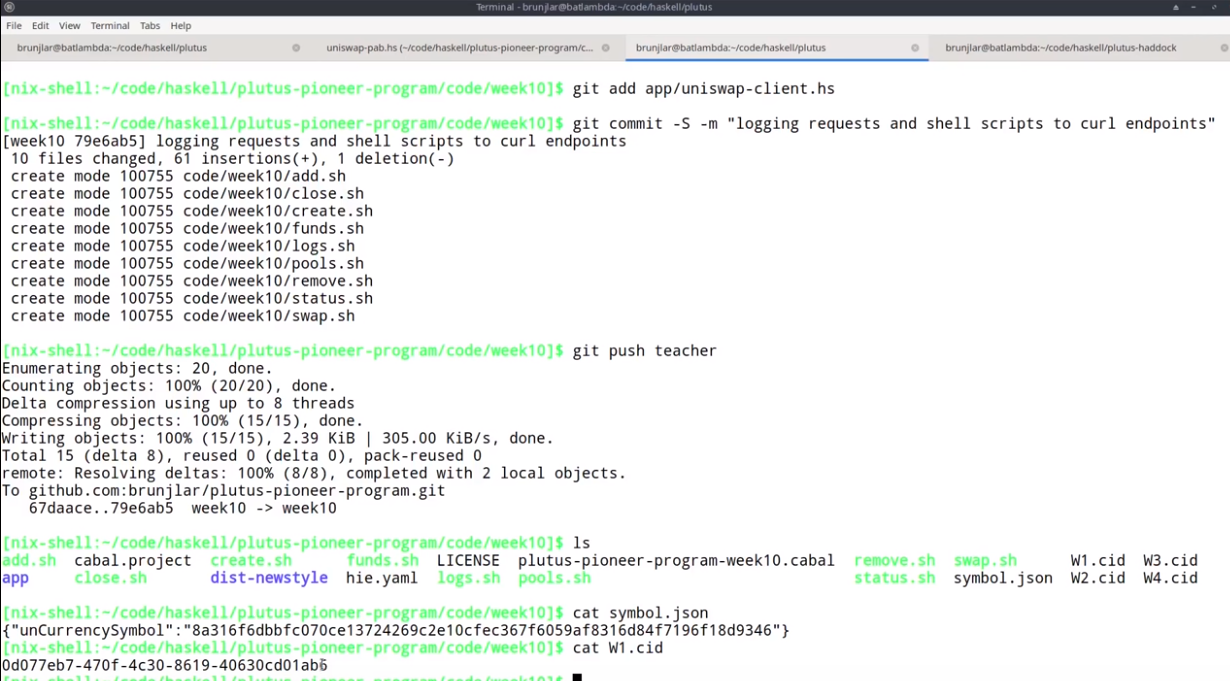 Terminal - brunjlar@batlambda:~/code/haskell/plutus
File Edit View Terminal Tabs Help
brunjlar@batlambda:~/code/haskell/plutus uniswap-pab.hs (~/code/haskell/plutus-pioneer-program/c... brunjlar@batlambda:~/code/haskell/plutus brunjlar@batlambda:~/code/haskell/plutus-haddock
[nix-shell:~/code/haskell/plutus-pioneer-program/code/week10]$ git add app/uniswap-client.hs
[nix-shell:~/code/haskell/plutus-pioneer-program/code/week10]$ git commit -S -m "logging requests and shell scripts to curl endpoints"
[week10 79e6ab5] logging requests and shell scripts to curl endpoints
10 files changed, 61 insertions(+), 1 deletion(-)
create mode 100755 code/week10/add.sh
create mode 100755 code/week10/close.sh
create mode 100755 code/week10/create.sh
create mode 100755 code/week10/funds.sh
create mode 100755 code/week10/logs.sh
create mode 100755 code/week10/pools.sh
create mode 100755 code/week10/remove.sh
create mode 100755 code/week10/status.sh
create mode 100755 code/week10/swap.sh
[nix-shell:~/code/haskell/plutus-pioneer-program/code/week10]$ git push teacher
Enumerating objects: 20, done.
Counting objects: 100% (20/20), done.
Delta compression using up to 8 threads
Compressing objects: 100% (15/15), done.
Writing objects: 100% (15/15), 2.39 KiB | 305.00 KiB/s, done.
Total 15 (delta 8), reused 0 (delta 0), pack-reused 0
remote: Resolving deltas: 100% (8/8), completed with 2 local objects.
To github.com:brunjlar/plutus-pioneer-program.git
67daace..79e6ab5 week10 -> week10
[nix-shell:~/code/haskell/plutus-pioneer-program/code/week10]$ ls
add.sh cabal.project create.sh funds.sh LICENSE plutus-pioneer-program-week10.cabal remove.sh swap.sh W1.cid W3.cid
app close.sh dist-newstyle hie.yaml logs.sh pools.sh status.sh symbol.json W2.cid W4.cid
[nix-shell:~/code/haskell/plutus-pioneer-program/code/week10]$ cat symbol.json
{"unCurrencySymbol":"8a316f6dbbfc070ce13724269c2e10cfec367f6059af8316d84f7196f18d9346"}
[nix-shell:~/code/haskell/plutus-pioneer-program/code/week10]$ cat W1.cid
0d077eb7-470f-4c30-8619-40630cd01ab6
[nix-shell:~/code/haskell/plutus-pioneer-program/code/week10]$